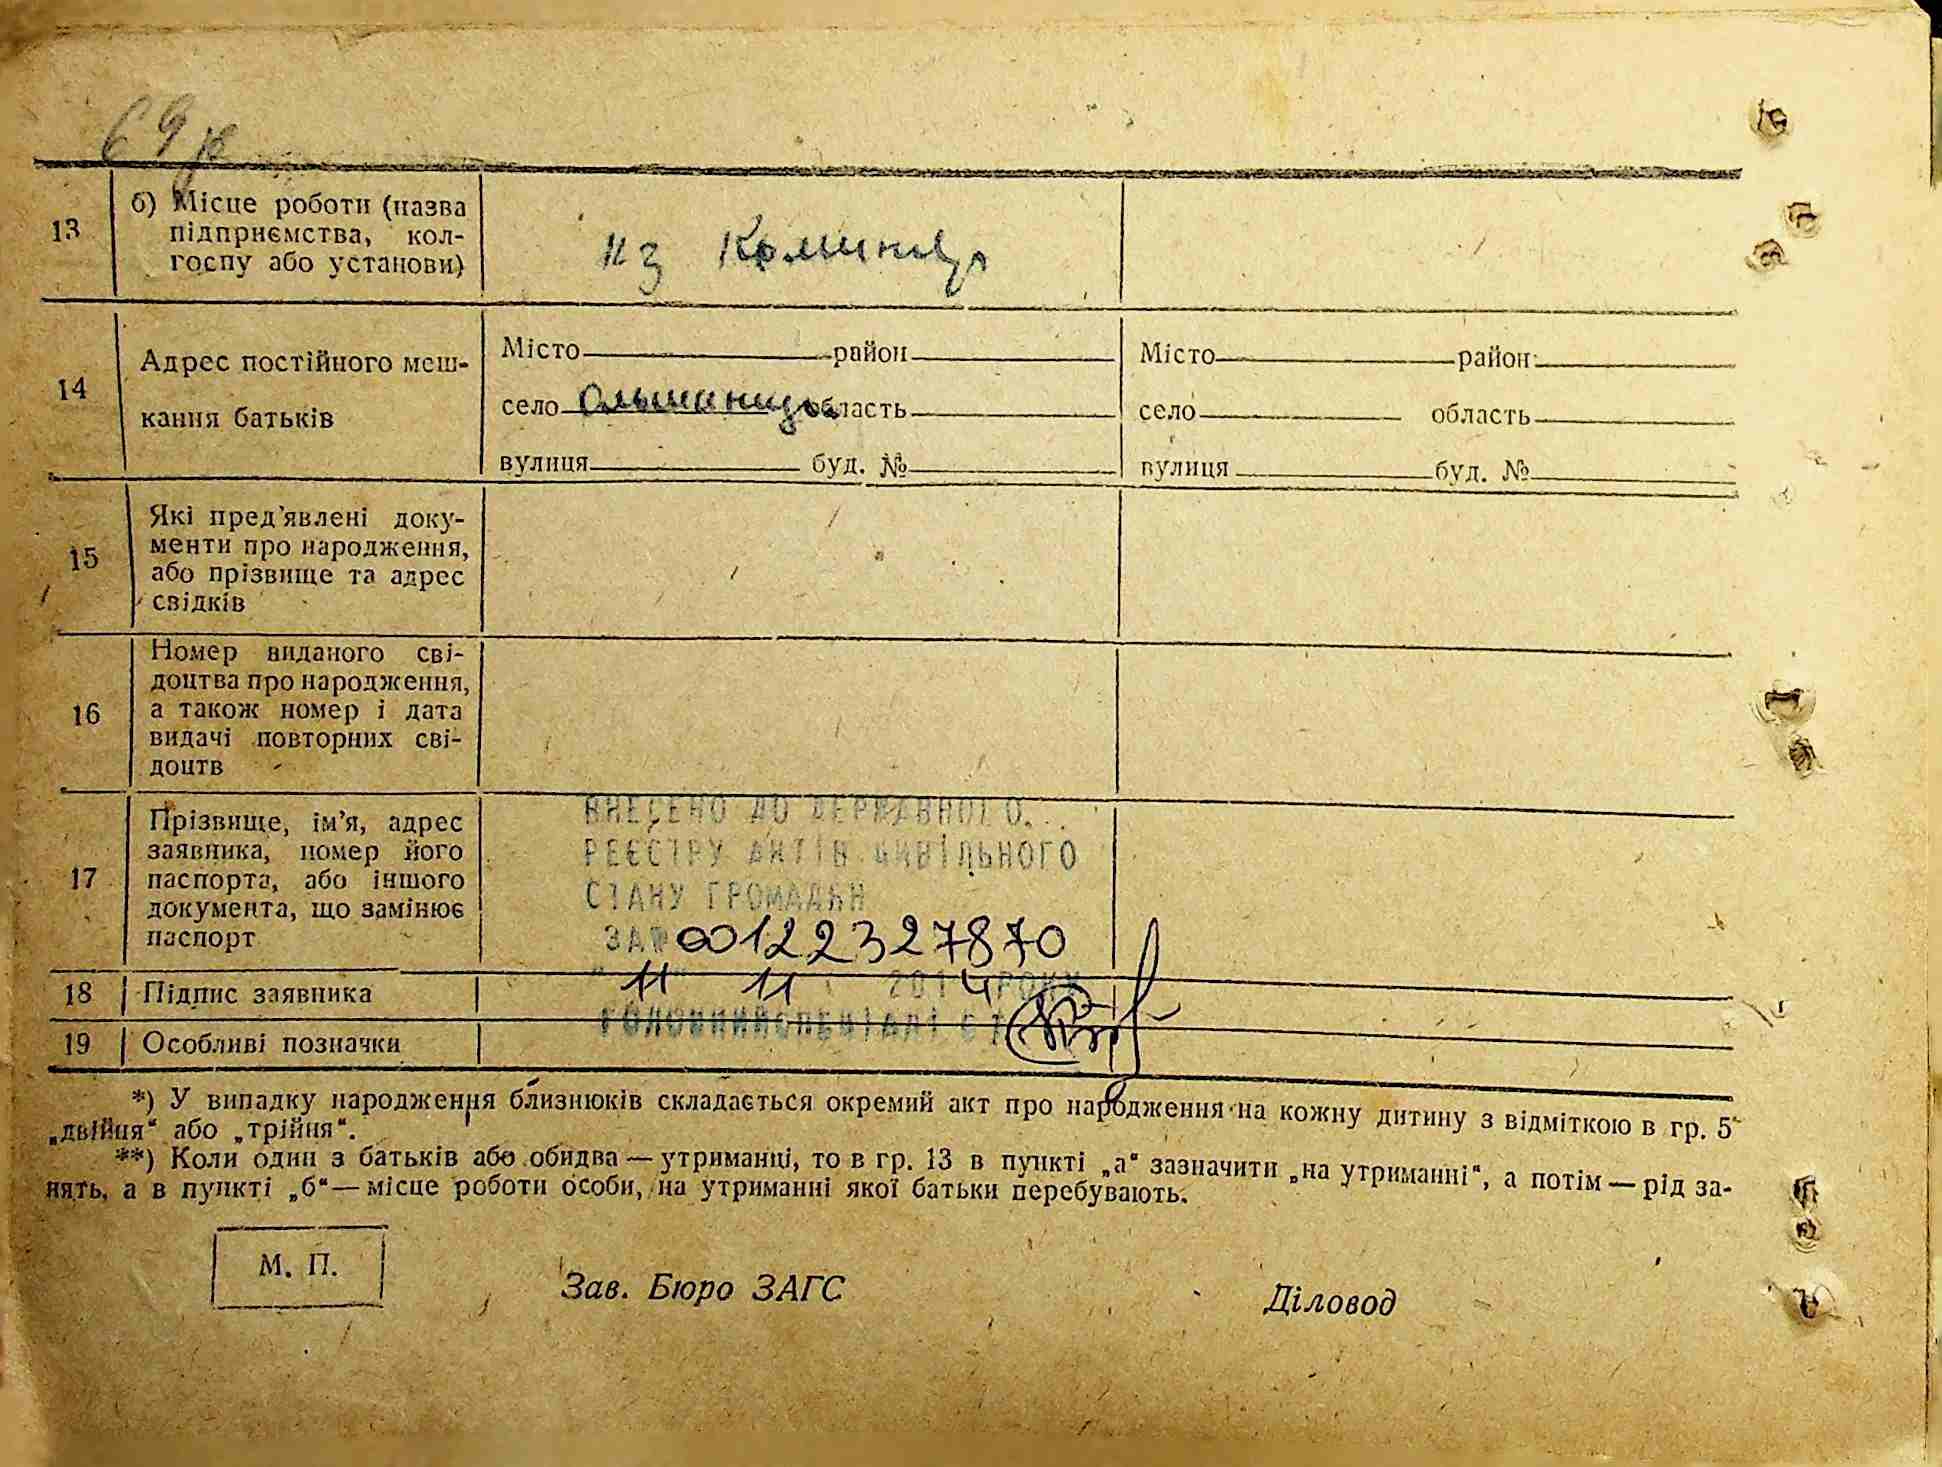 69
13
б) Місце роботи (назва
підприємства, кол-
госпу або установи)
кз Комінтер
14
Адрес постійного меш-
кання батьків
Місто район
село Ольшаниця область
вулиця буд. №
Місто район
село область
вулиця буд. №
15
Які пред'явлені доку-
менти про народження,
або прізвище та адрес
свідків
16
Номер виданого сві-
доцтва про народження,
а також номер і дата
видачі повторних сві-
доцтв
17
Прізвище, ім'я, адрес
заявника, номер його
паспорта, або іншого
документа, що замінює
паспорт
ВНЕСЕНО ДО ДЕРЖАВНОГО
РЕЄСТРУ АКТІВ ЦИВІЛЬНОГО
СТАНУ ГРОМАДЯН
ЗА № 00122327870
"11" 11 2014 РОКУ
ГОЛОВНИЙ СПЕЦІАЛІСТ
18 Підпис заявника
19 Особливі позначки
*) У випадку народження близнюків складається окремий акт про народження на кожну дитину з відміткою в гр. 5
„двійня“ або „трійня“.
**) Коли один з батьків або обидва — утриманці, то в гр. 13 в пункті „а“ зазначити „на утриманні“, а потім — рід за-
нять, а в пункті „б“ — місце роботи особи, на утриманні якої батьки перебувають.
М. П.
Зав. Бюро ЗАГС
Діловод